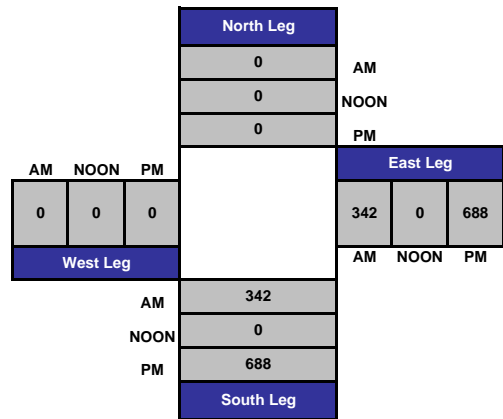 North Leg
0 AM
0 NOON
0 PM
East Leg
AM NOON PM
0 0 0
342 0 688
West Leg
AM NOON PM
AM 342
NOON 0
PM 688
South Leg